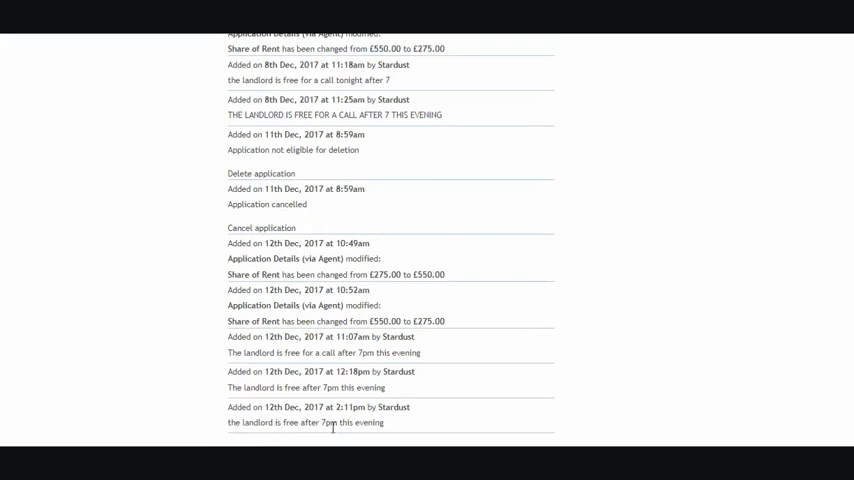 Application Details (via Agent) modified:
Share of Rent has been changed from £550.00 to £275.00
Added on 8th Dec, 2017 at 11:18am by Stardust
the landlord is free for a call tonight after 7
Added on 8th Dec, 2017 at 11:25am by Stardust
THE LANDLORD IS FREE FOR A CALL AFTER 7 THIS EVENING
Added on 11th Dec, 2017 at 8:59am
Application not eligible for deletion
Delete application
Added on 11th Dec, 2017 at 8:59am
Application cancelled
Cancel application
Added on 12th Dec, 2017 at 10:49am
Application Details (via Agent) modified:
Share of Rent has been changed from £275.00 to £550.00
Added on 12th Dec, 2017 at 10:52am
Application Details (via Agent) modified:
Share of Rent has been changed from £550.00 to £275.00
Added on 12th Dec, 2017 at 11:07am by Stardust
The landlord is free for a call after 7pm this evening
Added on 12th Dec, 2017 at 12:18pm by Stardust
The landlord is free after 7pm this evening
Added on 12th Dec, 2017 at 2:11pm by Stardust
the landlord is free after 7pm this evening